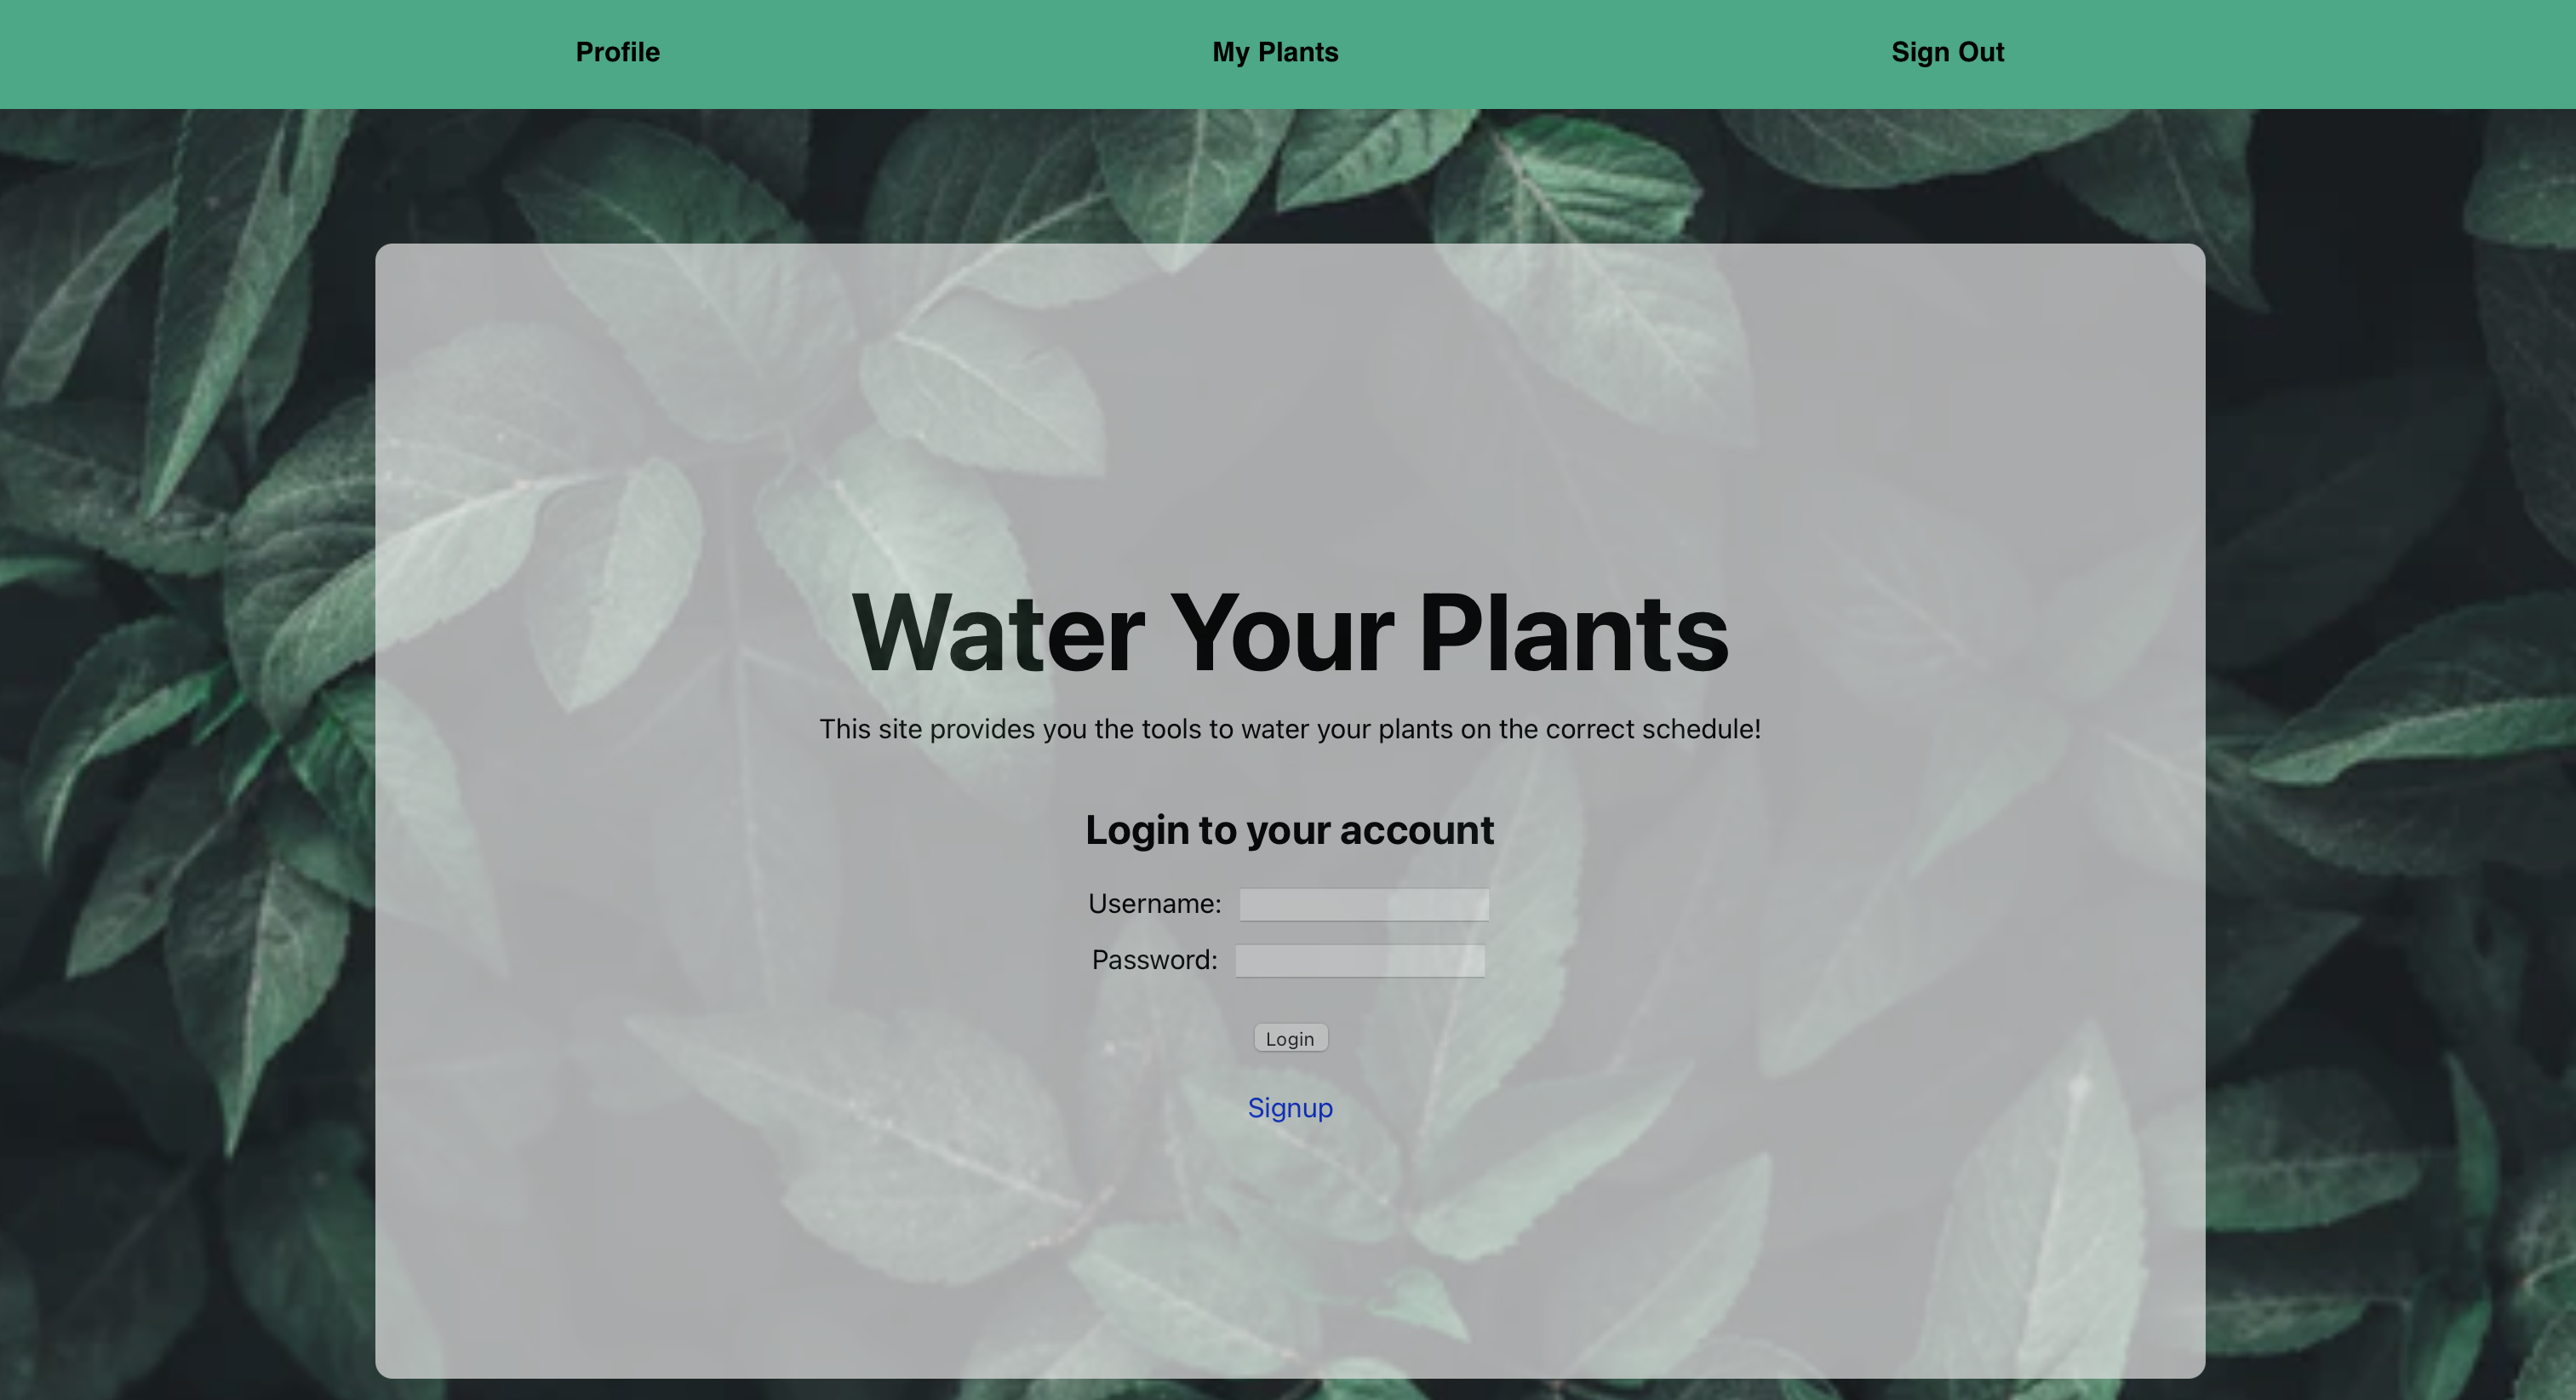 Profile My Plants Sign Out
Water Your Plants
This site provides you the tools to water your plants on the correct schedule!
Login to your account
Username:
Password:
Login
Signup